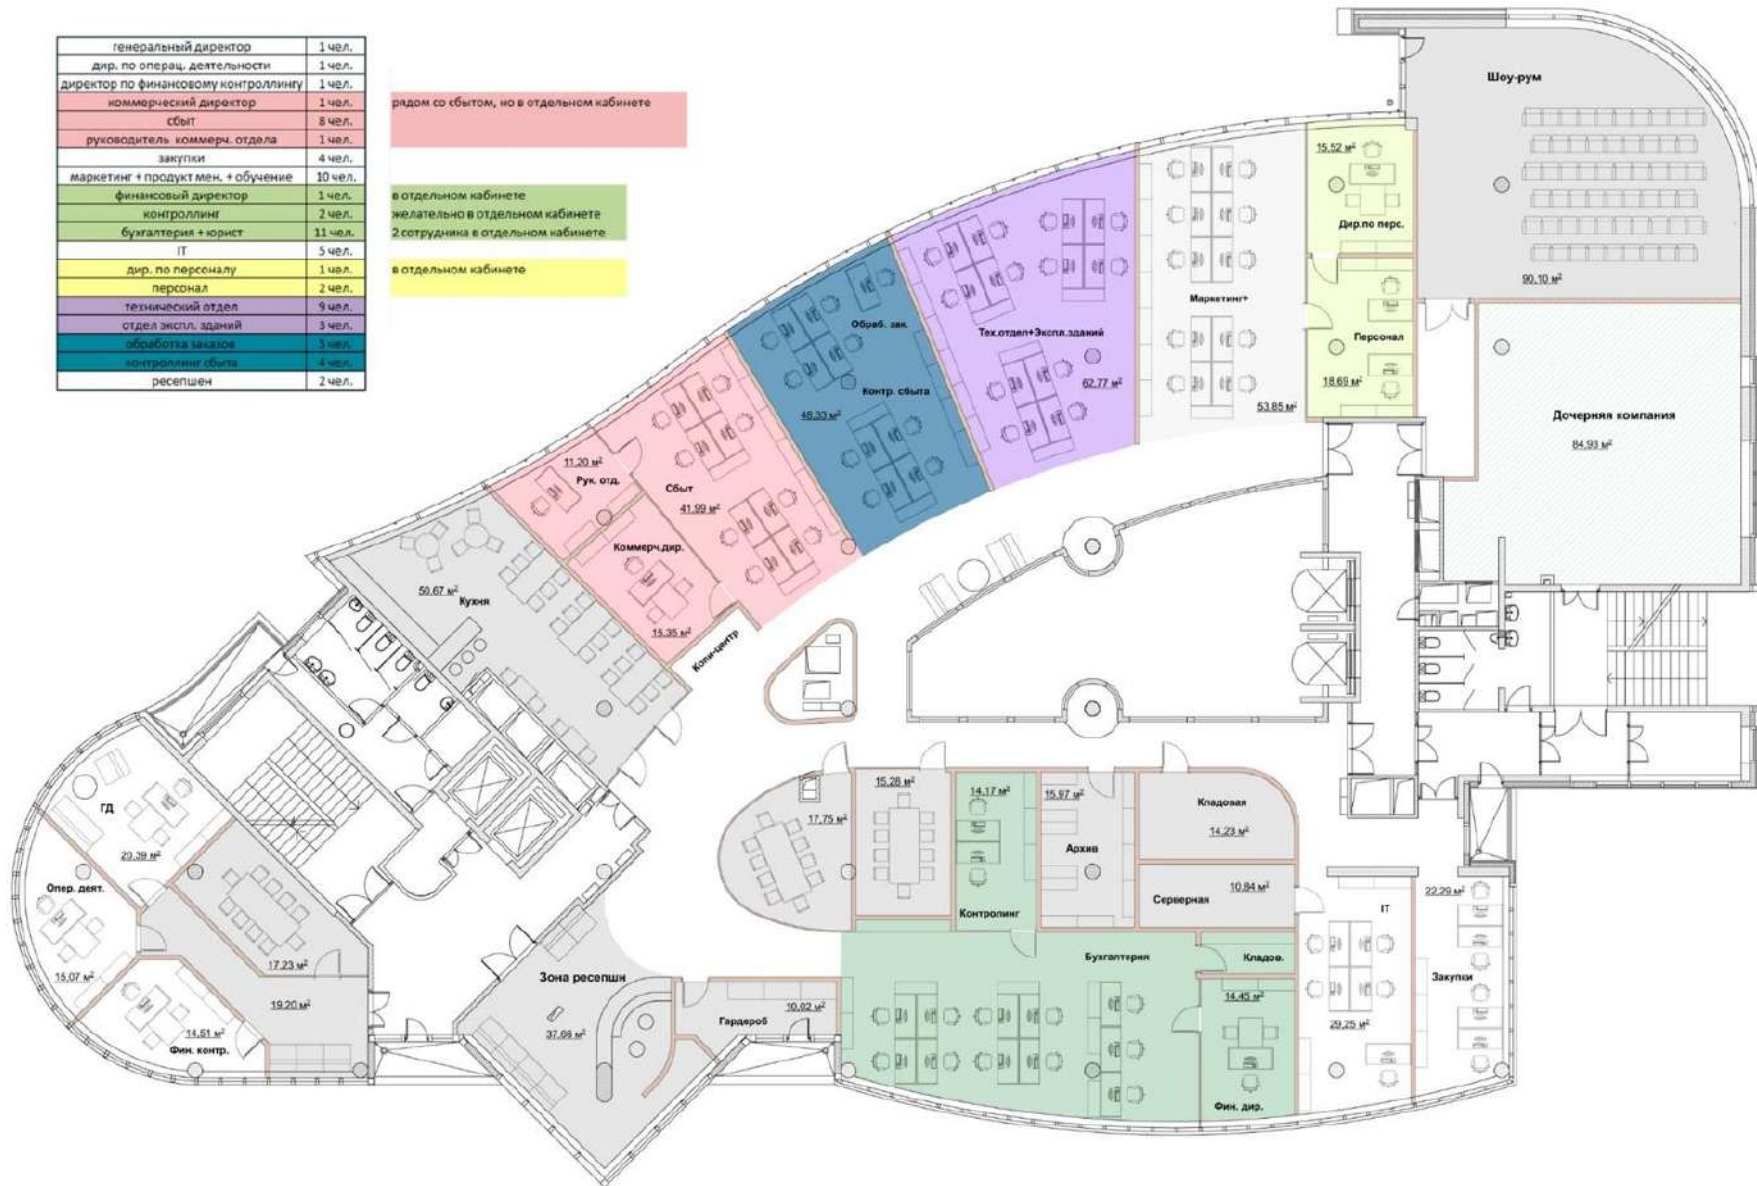 генеральный директор 1 чел.
дир. по операц. деятельности 1 чел.
директор по финансовому контроллингу 1 чел.
коммерческий директор 1 чел. рядом со сбытом, но в отдельном кабинете
сбыт 8 чел.
руководитель коммерч. отдела 1 чел.
закупки 4 чел.
маркетинг + продукт мен. + обучение 10 чел.
финансовый директор 1 чел. в отдельном кабинете
контроллинг 2 чел. желательно в отдельном кабинете
бухгалтерия + юрист 11 чел. 2 сотрудника в отдельном кабинете
IT 5 чел.
дир. по персоналу 1 чел. в отдельном кабинете
персонал 2 чел.
технический отдел 9 чел.
отдел экспл. зданий 3 чел.
обработка заказов 5 чел.
контроллинг сбыта 4 чел.
ресепшен 2 чел.
Шоу-рум
90,10 м²
15,52 м²
Дир.по перс.
Персонал
18,69 м²
Маркетинг+
53,85 м²
Тех.отдел+Экспл.зданий
62,77 м²
Обраб. зак.
Контр. сбыта
48,33 м²
Дочерняя компания
84,93 м²
11,20 м²
Рук. отд.
Сбыт
41,99 м²
Коммерч.дир.
15,35 м²
Копи-центр
50,67 м²
Кухня
ГД
20,39 м²
Опер. деят.
15,07 м²
17,23 м²
19,20 м²
14,51 м²
Фин. контр.
Зона ресепшн
37,66 м²
Гардероб
10,02 м²
17,75 м²
15,28 м²
14,17 м²
Контролинг
15,97 м²
Архив
Кладовая
14,23 м²
Серверная
10,84 м²
Бухгалтерия
Кладов.
14,45 м²
Фин. дир.
IT
29,25 м²
22,29 м²
Закупки